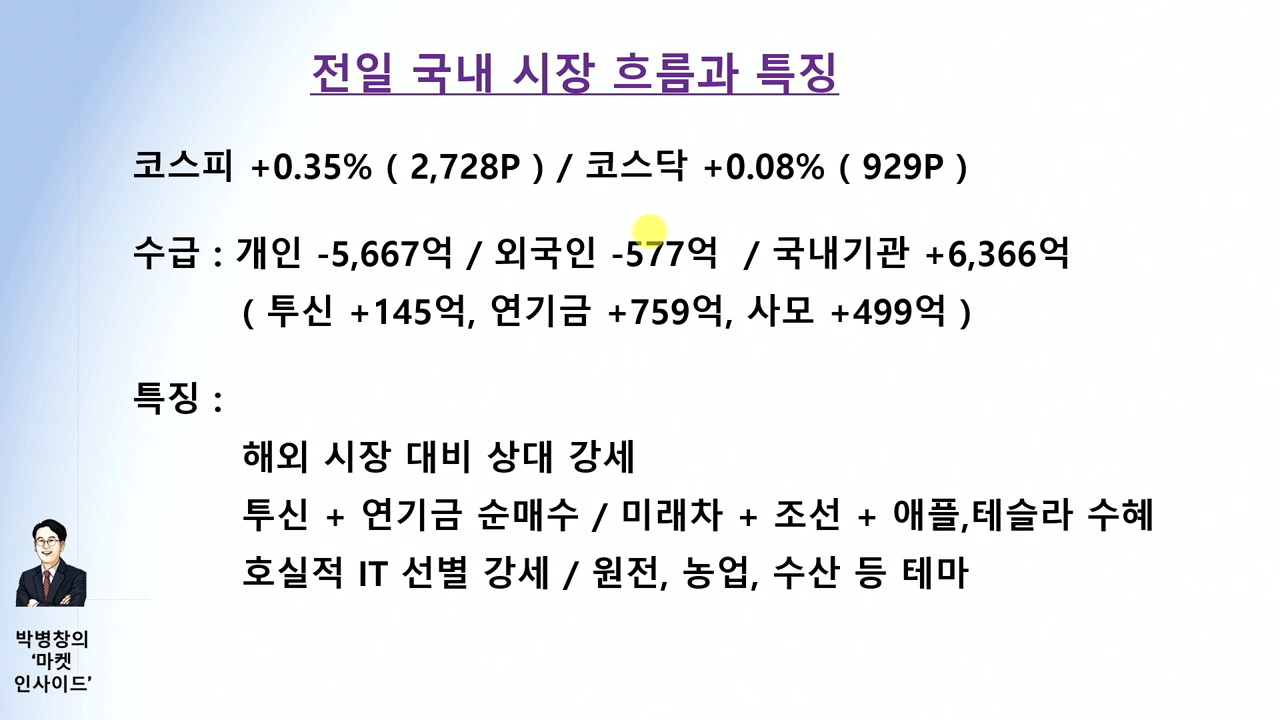 전일 국내 시장 흐름과 특징
코스피 +0.35% ( 2,728P ) / 코스닥 +0.08% ( 929P )
수급 : 개인 -5,667억 / 외국인 -577억 / 국내기관 +6,366억
( 투신 +145억, 연기금 +759억, 사모 +499억 )
특징 :
해외 시장 대비 상대 강세
투신 + 연기금 순매수 / 미래차 + 조선 + 애플,테슬라 수혜
호실적 IT 선별 강세 / 원전, 농업, 수산 등 테마
박병창의
‘마켓
인사이드’